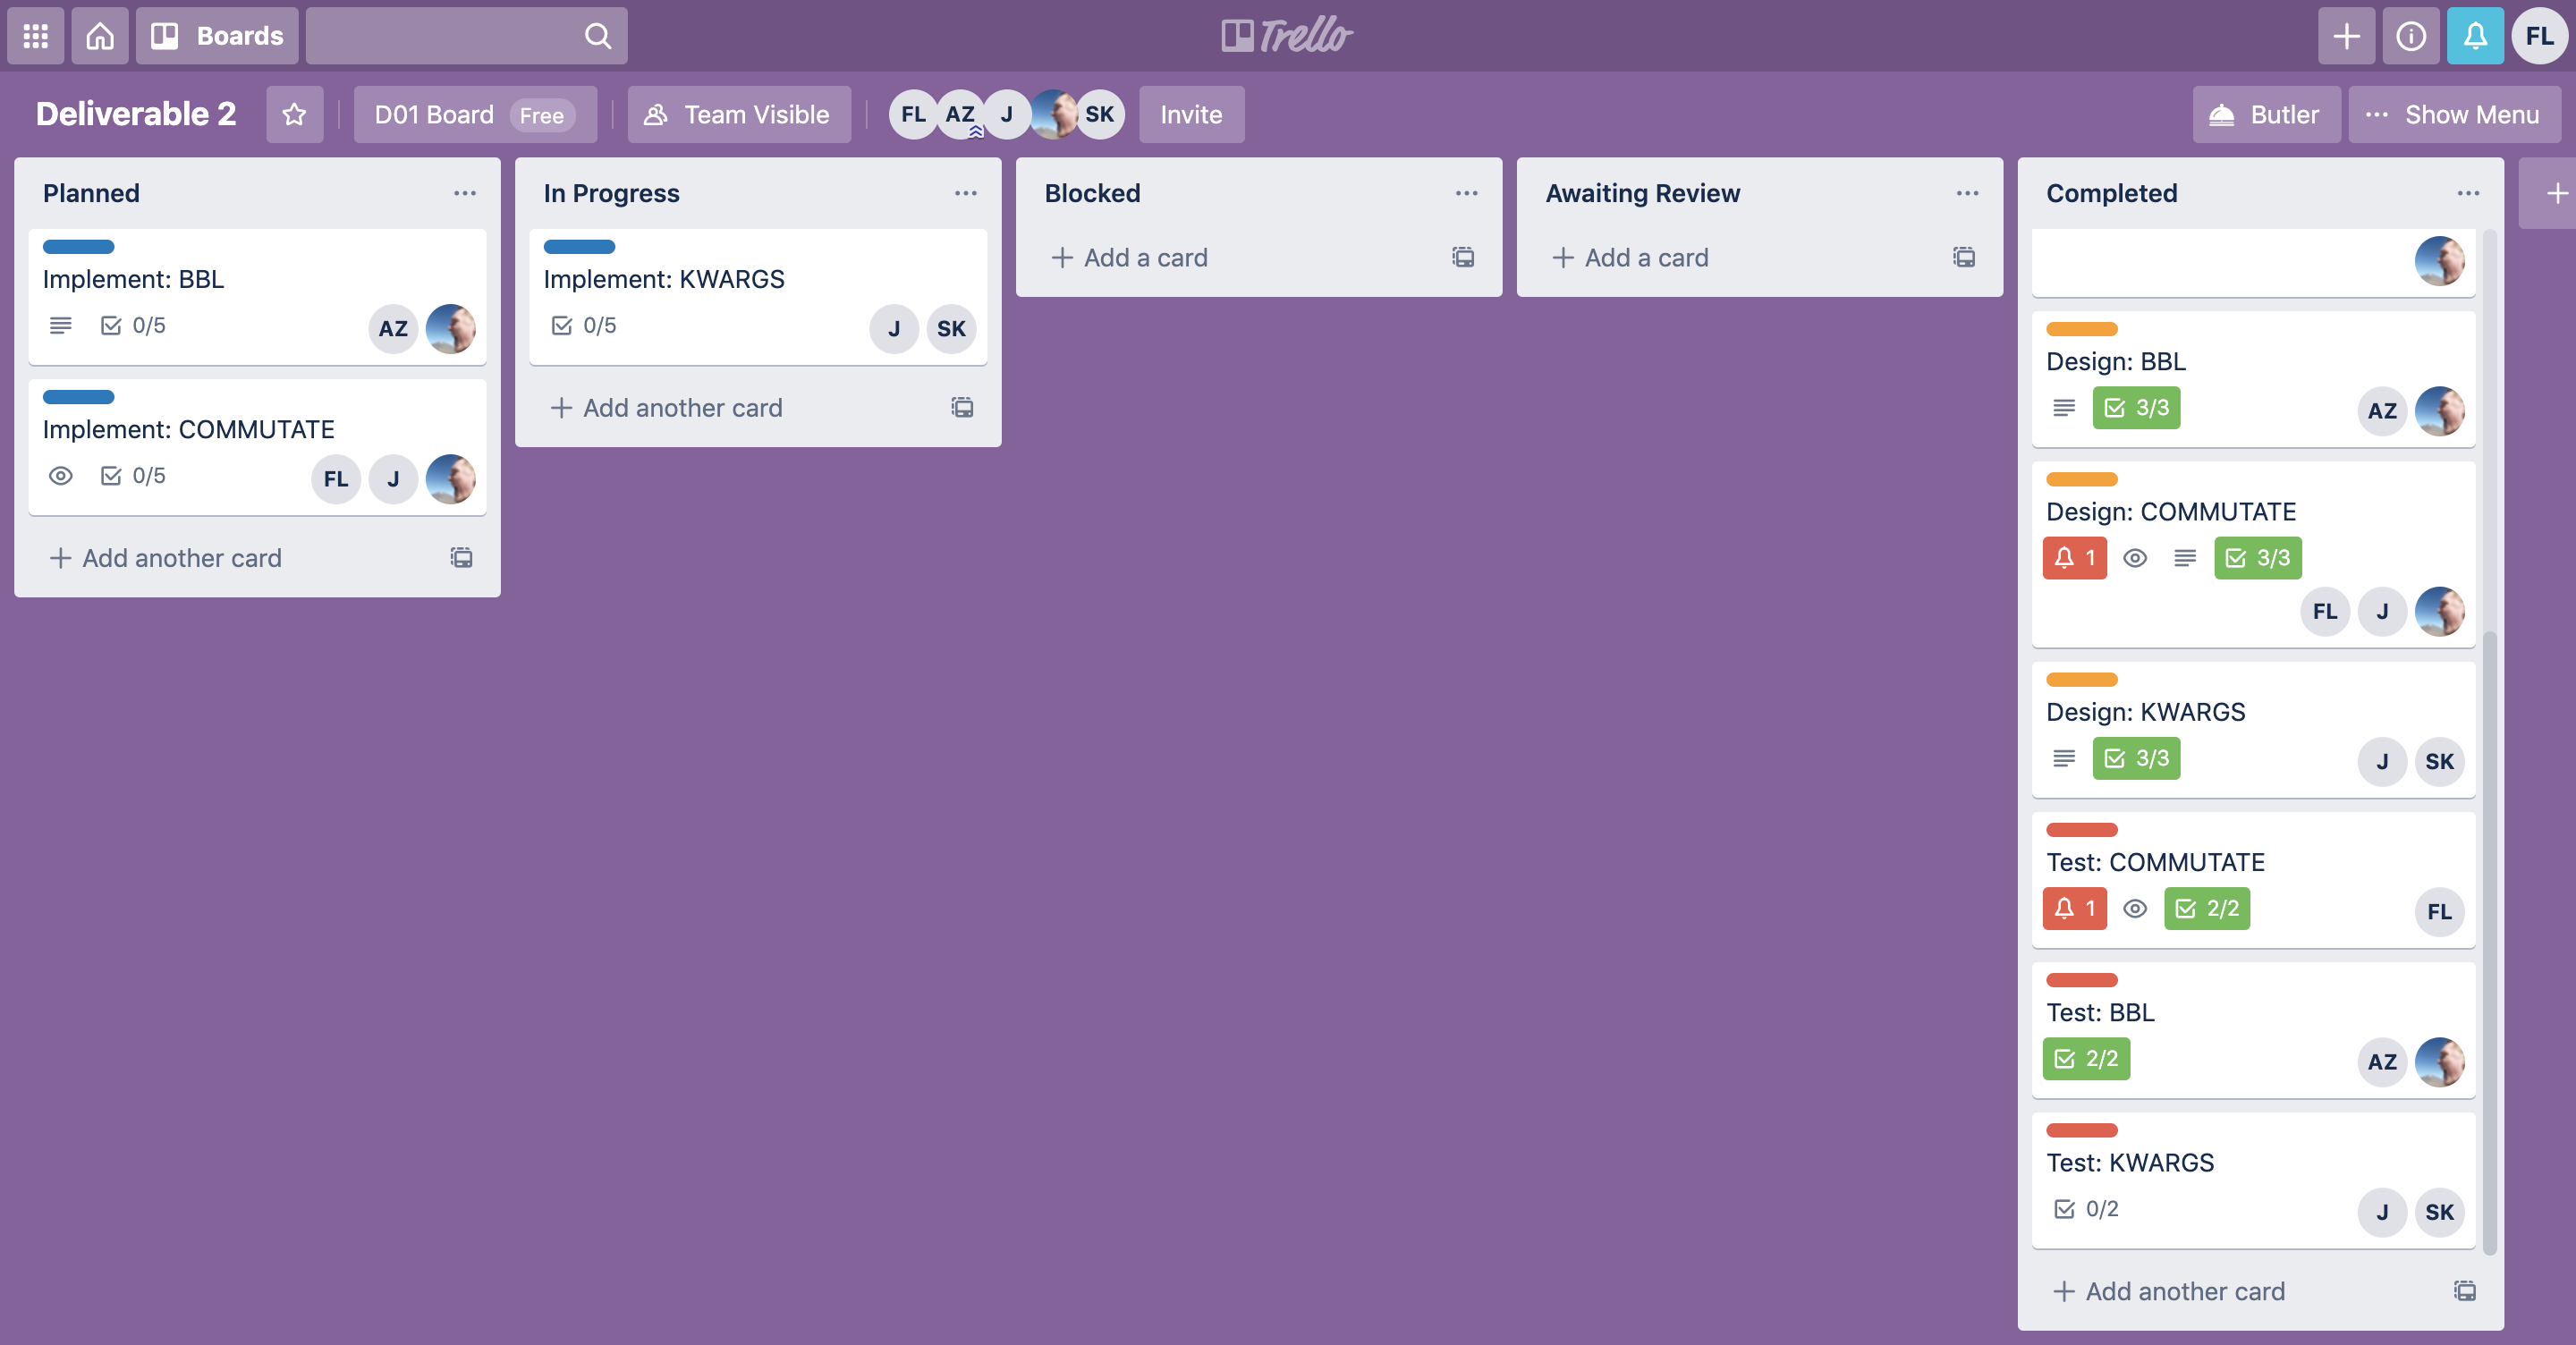 Boards
Trello
FL
Deliverable 2
D01 Board Free
Team Visible
FL AZ J SK
Invite
Butler
Show Menu
Planned
Implement: BBL
0/5
AZ
Implement: COMMUTATE
0/5
FL J
Add another card
In Progress
Implement: KWARGS
0/5
J SK
Add another card
Blocked
Add a card
Awaiting Review
Add a card
Completed
Design: BBL
3/3
AZ
Design: COMMUTATE
1 3/3
FL J
Design: KWARGS
3/3
J SK
Test: COMMUTATE
1 2/2
FL
Test: BBL
2/2
AZ
Test: KWARGS
0/2
J SK
Add another card